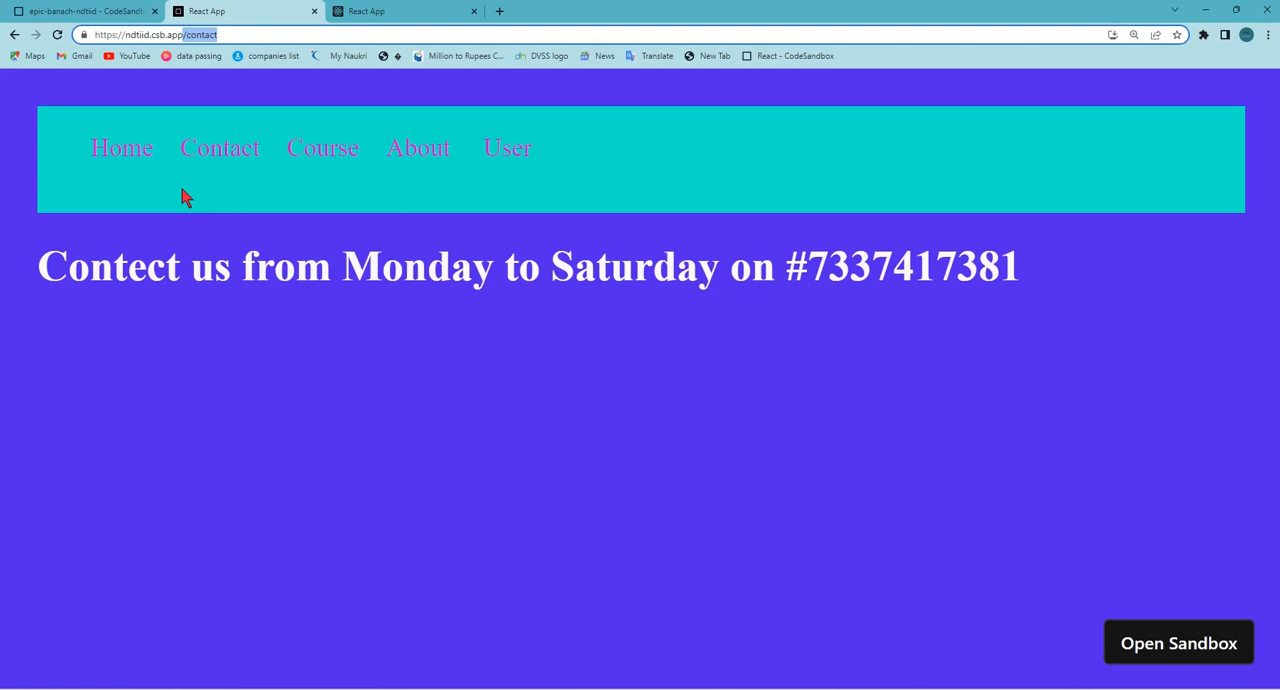 epic-banach-ndtiid - CodeSandb
React App
React App
https://ndtiid.csb.app/contact
Maps
Gmail
YouTube
data passing
companies list
My Naukri
�
Million to Rupees C...
DVSS logo
News
Translate
New Tab
React - CodeSandbox
Home Contact Course About User
Contect us from Monday to Saturday on #7337417381
Open Sandbox